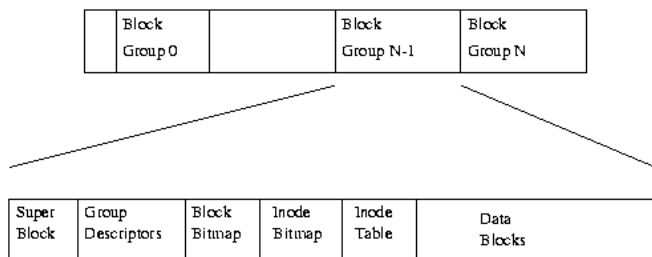 Block
Group 0
Block
Group N-1
Block
Group N
Super
Block
Group
Descriptors
Block
Bitmap
Inode
Bitmap
Inode
Table
Data
Blocks